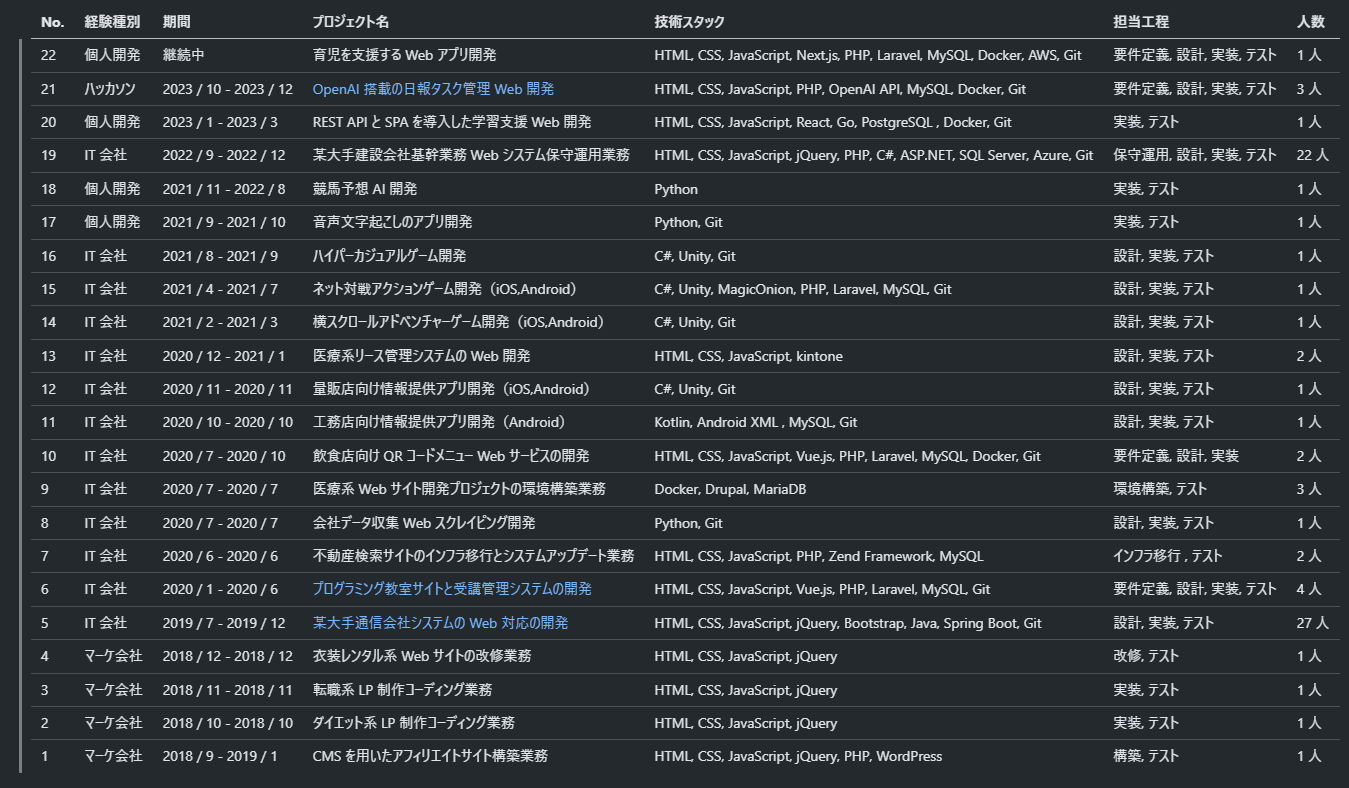 No. 経験種別 期間 プロジェクト名 技術スタック 担当工程 人数
22 個人開発 継続中 育児を支援する Web アプリ開発 HTML, CSS, JavaScript, Next.js, PHP, Laravel, MySQL, Docker, AWS, Git 要件定義, 設計, 実装, テスト 1 人
21 ハッカソン 2023 / 10 - 2023 / 12 OpenAI 搭載の日報タスク管理 Web 開発 HTML, CSS, JavaScript, PHP, OpenAI API, MySQL, Docker, Git 要件定義, 設計, 実装, テスト 3 人
20 個人開発 2023 / 1 - 2023 / 3 REST API と SPA を導入した学習支援 Web 開発 HTML, CSS, JavaScript, React, Go, PostgreSQL , Docker, Git 実装, テスト 1 人
19 IT 会社 2022 / 9 - 2022 / 12 某大手建設会社基幹業務 Web システム保守運用業務 HTML, CSS, JavaScript, jQuery, PHP, C#, ASP.NET, SQL Server, Azure, Git 保守運用, 設計, 実装, テスト 22 人
18 個人開発 2021 / 11 - 2022 / 8 競馬予想 AI 開発 Python 実装, テスト 1 人
17 個人開発 2021 / 9 - 2021 / 10 音声文字起こしのアプリ開発 Python, Git 実装, テスト 1 人
16 IT 会社 2021 / 8 - 2021 / 9 ハイパーカジュアルゲーム開発 C#, Unity, Git 設計, 実装, テスト 1 人
15 IT 会社 2021 / 4 - 2021 / 7 ネット対戦アクションゲーム開発（iOS,Android） C#, Unity, MagicOnion, PHP, Laravel, MySQL, Git 設計, 実装, テスト 1 人
14 IT 会社 2021 / 2 - 2021 / 3 横スクロールアドベンチャーゲーム開発（iOS,Android） C#, Unity, Git 設計, 実装, テスト 1 人
13 IT 会社 2020 / 12 - 2021 / 1 医療系リース管理システムの Web 開発 HTML, CSS, JavaScript, kintone 設計, 実装, テスト 2 人
12 IT 会社 2020 / 11 - 2020 / 11 量販店向け情報提供アプリ開発（iOS,Android） C#, Unity, Git 設計, 実装, テスト 1 人
11 IT 会社 2020 / 10 - 2020 / 10 工務店向け情報提供アプリ開発（Android） Kotlin, Android XML , MySQL, Git 設計, 実装, テスト 1 人
10 IT 会社 2020 / 7 - 2020 / 10 飲食店向け QR コードメニュー Web サービスの開発 HTML, CSS, JavaScript, Vue.js, PHP, Laravel, MySQL, Docker, Git 要件定義, 設計, 実装 2 人
9 IT 会社 2020 / 7 - 2020 / 7 医療系 Web サイト開発プロジェクトの環境構築業務 Docker, Drupal, MariaDB 環境構築, テスト 3 人
8 IT 会社 2020 / 7 - 2020 / 7 会社データ収集 Web スクレイピング開発 Python, Git 設計, 実装, テスト 1 人
7 IT 会社 2020 / 6 - 2020 / 6 不動産検索サイトのインフラ移行とシステムアップデート業務 HTML, CSS, JavaScript, PHP, Zend Framework, MySQL インフラ移行 , テスト 2 人
6 IT 会社 2020 / 1 - 2020 / 6 プログラミング教室サイトと受講管理システムの開発 HTML, CSS, JavaScript, Vue.js, PHP, Laravel, MySQL, Git 要件定義, 設計, 実装, テスト 4 人
5 IT 会社 2019 / 7 - 2019 / 12 某大手通信会社システムの Web 対応の開発 HTML, CSS, JavaScript, jQuery, Bootstrap, Java, Spring Boot, Git 設計, 実装, テスト 27 人
4 マーケ会社 2018 / 12 - 2018 / 12 衣装レンタル系 Web サイトの改修業務 HTML, CSS, JavaScript, jQuery 改修, テスト 1 人
3 マーケ会社 2018 / 11 - 2018 / 11 転職系 LP 制作コーディング業務 HTML, CSS, JavaScript, jQuery 実装, テスト 1 人
2 マーケ会社 2018 / 10 - 2018 / 10 ダイエット系 LP 制作コーディング業務 HTML, CSS, JavaScript, jQuery 実装, テスト 1 人
1 マーケ会社 2018 / 9 - 2019 / 1 CMS を用いたアフィリエイトサイト構築業務 HTML, CSS, JavaScript, jQuery, PHP, WordPress 構築, テスト 1 人